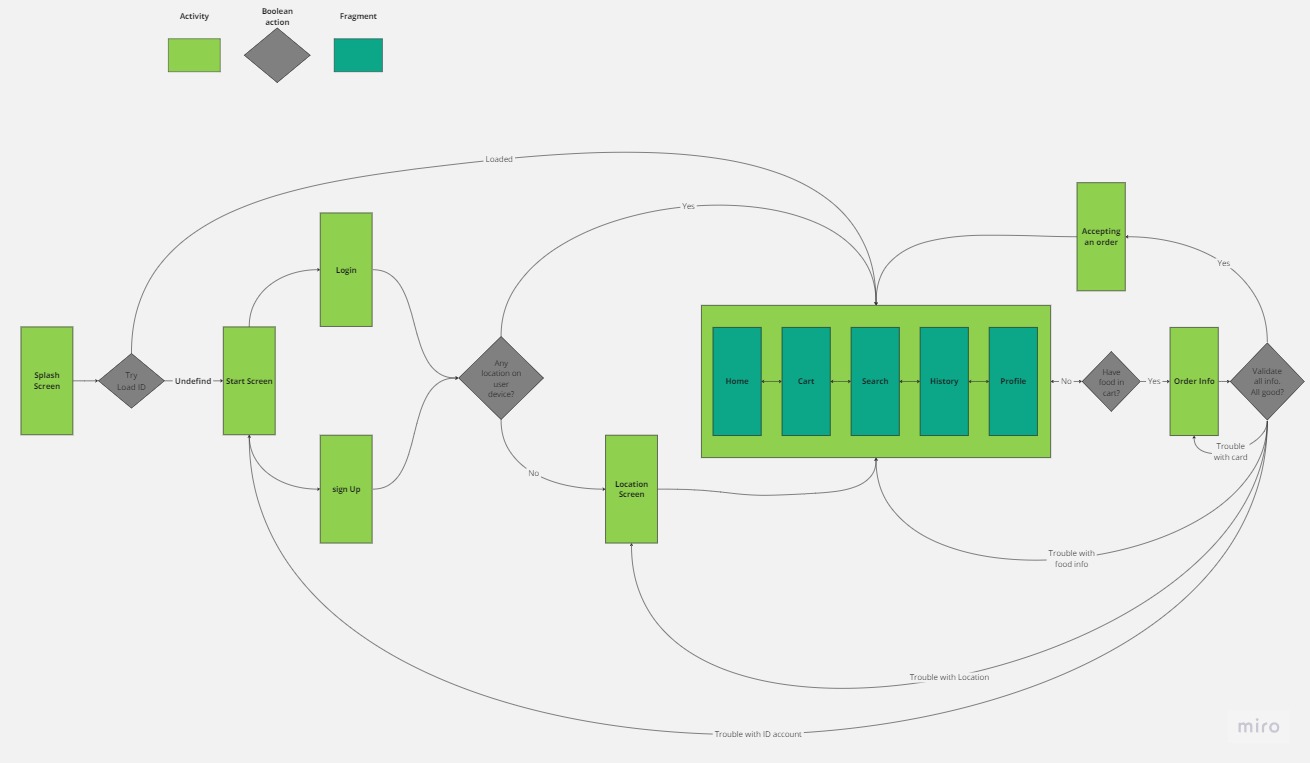 Activity
Boolean
action
Fragment
Loaded
Yes
Accepting
an order
Yes
Login
Splash
Screen
Try
Load ID
Undefind
Start Screen
Any
location on
user
device?
Home
Cart
Search
History
Profile
No
Have
food in
cart?
Yes
Order Info
Validate
all info.
All good?
Trouble
with card
No
sign Up
Location
Screen
Trouble with
food info
Trouble with Location
Trouble with ID account
miro